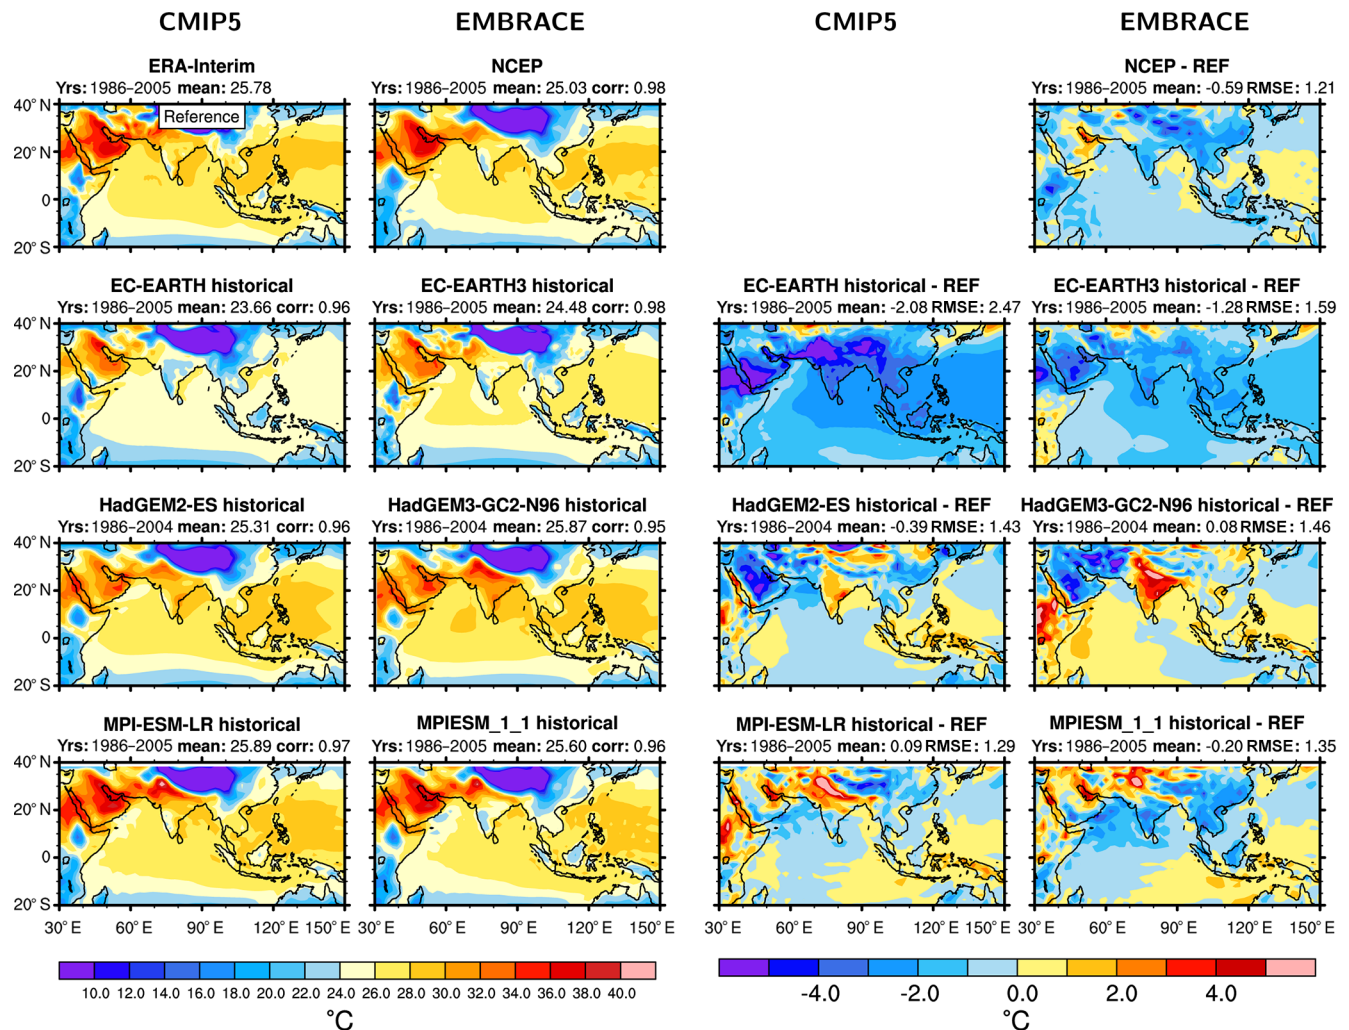 CMIP5 EMBRACE CMIP5 EMBRACE
ERA-Interim NCEP NCEP - REF
Yrs: 1986–2005 mean: 25.78 Yrs: 1986–2005 mean: 25.03 corr: 0.98 Yrs: 1986–2005 mean: -0.59 RMSE: 1.21
40° N
Reference
20° N
0
20° S
EC-EARTH historical EC-EARTH3 historical EC-EARTH historical - REF EC-EARTH3 historical - REF
Yrs: 1986–2005 mean: 23.66 corr: 0.96 Yrs: 1986–2005 mean: 24.48 corr: 0.98 Yrs: 1986–2005 mean: -2.08 RMSE: 2.47 Yrs: 1986–2005 mean: -1.28 RMSE: 1.59
40° N
20° N
0
20° S
HadGEM2-ES historical HadGEM3-GC2-N96 historical HadGEM2-ES historical - REF HadGEM3-GC2-N96 historical - REF
Yrs: 1986–2004 mean: 25.31 corr: 0.96 Yrs: 1986–2004 mean: 25.87 corr: 0.95 Yrs: 1986–2004 mean: -0.39 RMSE: 1.43 Yrs: 1986–2004 mean: 0.08 RMSE: 1.46
40° N
20° N
0
20° S
MPI-ESM-LR historical MPIESM_1_1 historical MPI-ESM-LR historical - REF MPIESM_1_1 historical - REF
Yrs: 1986–2005 mean: 25.89 corr: 0.97 Yrs: 1986–2005 mean: 25.60 corr: 0.96 Yrs: 1986–2005 mean: 0.09 RMSE: 1.29 Yrs: 1986–2005 mean: -0.20 RMSE: 1.35
40° N
20° N
0
20° S
30° E 60° E 90° E 120° E 150° E 30° E 60° E 90° E 120° E 150° E 30° E 60° E 90° E 120° E 150° E 30° E 60° E 90° E 120° E 150° E
10.0 12.0 14.0 16.0 18.0 20.0 22.0 24.0 26.0 28.0 30.0 32.0 34.0 36.0 38.0 40.0 -4.0 -2.0 0.0 2.0 4.0
°C °C